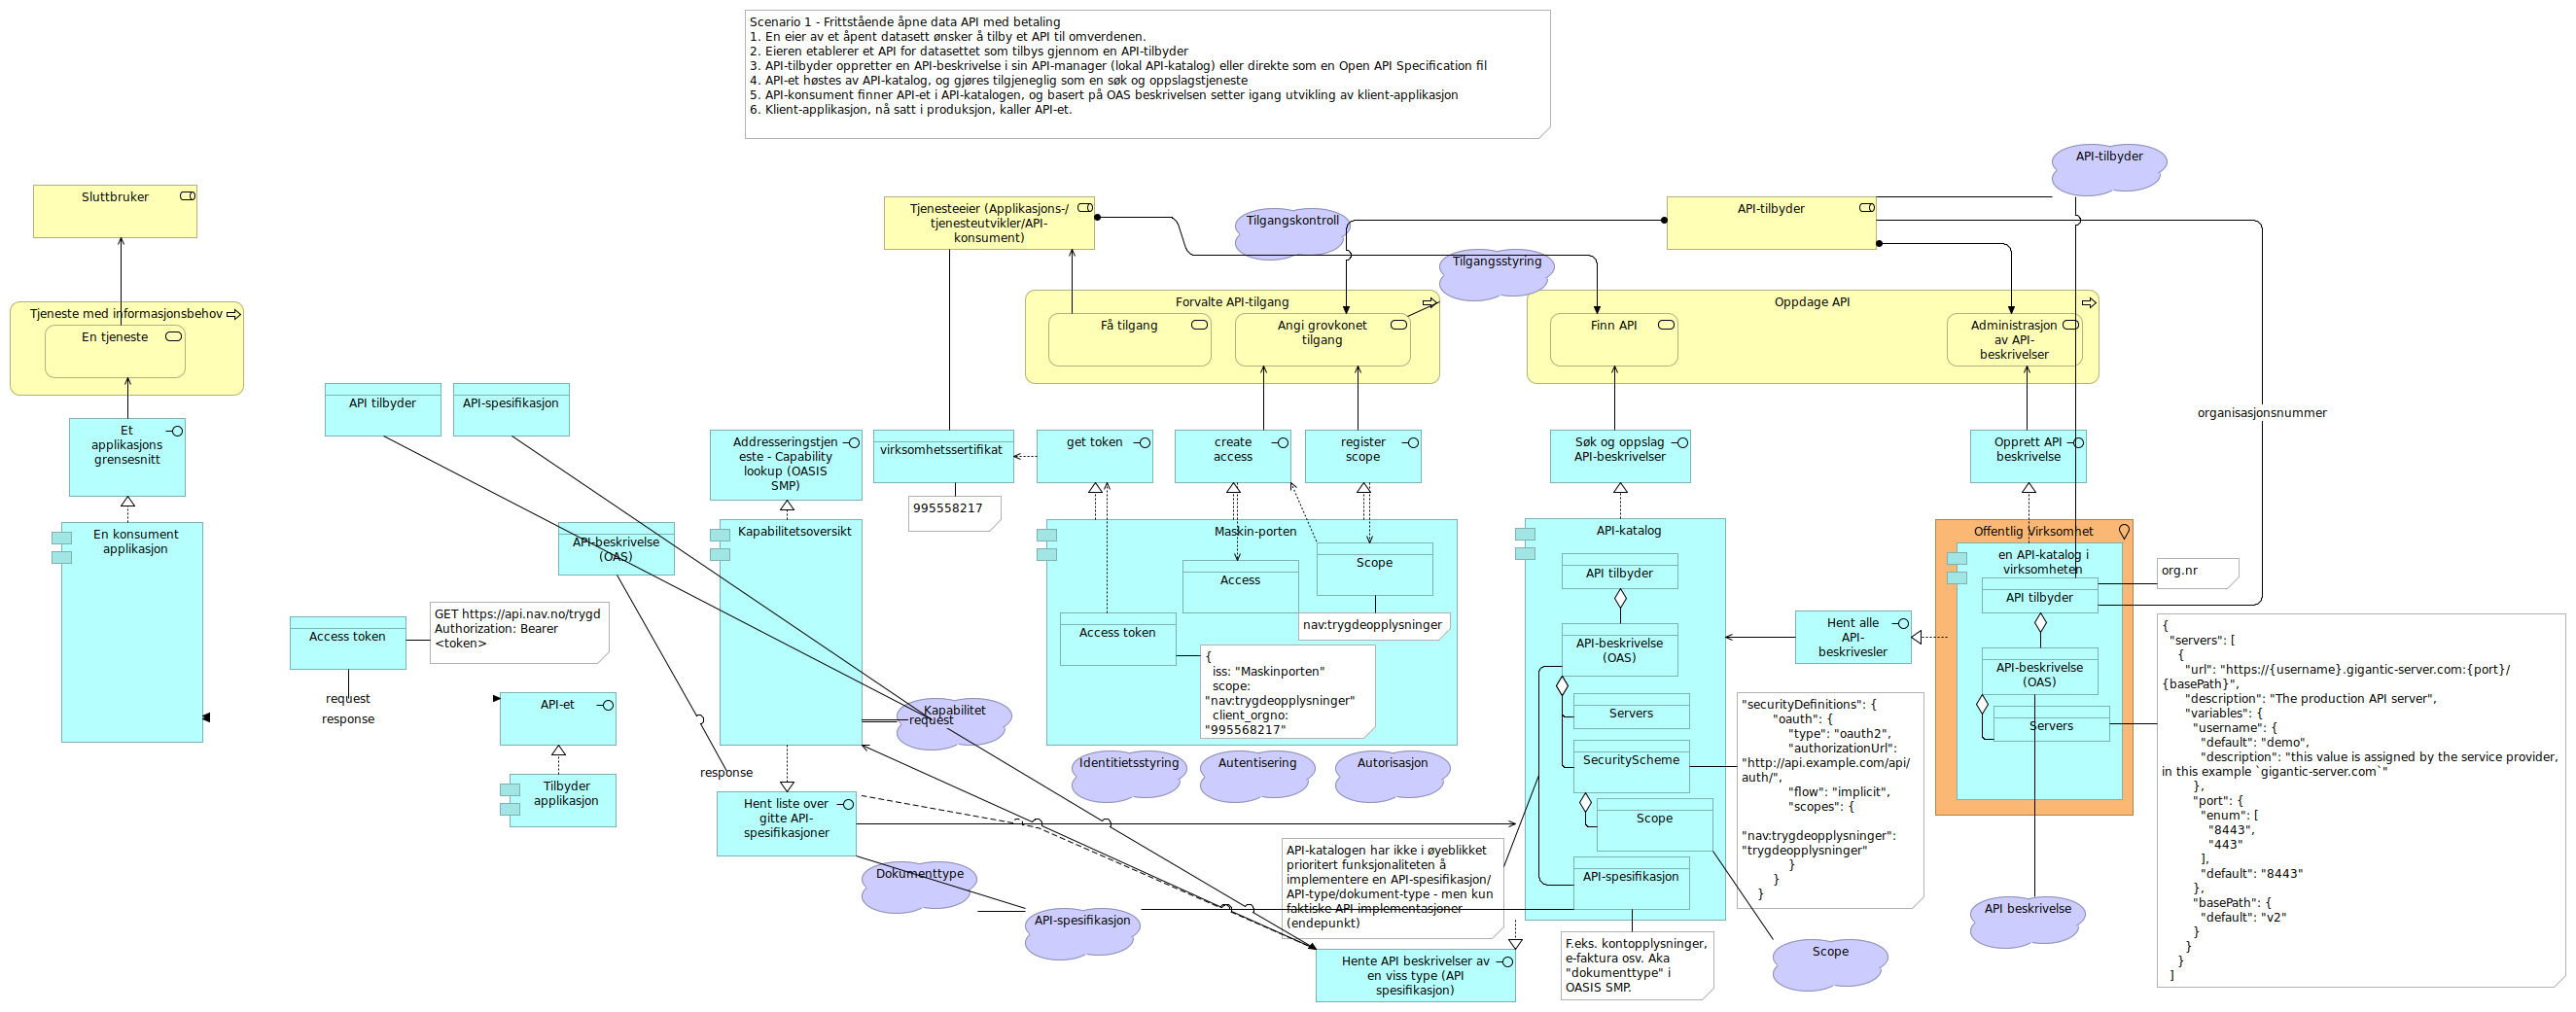 Scenario 1 - Frittstående åpne data API med betaling
1. En eier av et åpent datasett ønsker å tilby et API til omverdenen.
2. Eieren etablerer et API for datasettet som tilbys gjennom en API-tilbyder
3. API-tilbyder oppretter en API-beskrivelse i sin API-manager (lokal API-katalog) eller direkte som en Open API Specification fil
4. API-et høstes av API-katalog, og gjøres tilgjeneglig som en søk og oppslagstjeneste
5. API-konsument finner API-et i API-katalogen, og basert på OAS beskrivelsen setter igang utvikling av klient-applikasjon
6. Klient-applikasjon, nå satt i produksjon, kaller API-et.
API-tilbyder
Sluttbruker
Tjenesteeier (Applikasjons-/
tjenesteutvikler/API-
konsument)
Tilgangskontroll
API-tilbyder
Tilgangsstyring
Tjeneste med informasjonsbehov
En tjeneste
Forvalte API-tilgang
Få tilgang
Angi grovkonet
tilgang
Oppdage API
Finn API
Administrasjon
av API-
beskrivelser
API tilbyder
API-spesifikasjon
organisasjonsnummer
Et
applikasjons
grensesnitt
Addresseringstjen
este - Capability
lookup (OASIS
SMP)
virksomhetssertifikat
get token
create
access
register
scope
Søk og oppslag
API-beskrivelser
Opprett API
beskrivelse
995558217
En konsument
applikasjon
API-beskrivelse
(OAS)
Kapabilitetsoversikt
Maskin-porten
Access
Scope
nav:trygdeopplysninger
Access token
{
iss: "Maskinporten"
scope:
"nav:trygdeopplysninger"
client_orgno:
"995568217"
API-katalog
API tilbyder
API-beskrivelse
(OAS)
Servers
SecurityScheme
Scope
API-spesifikasjon
Hent alle
API-
beskrivesler
Offentlig Virksomhet
en API-katalog i
virksomheten
API tilbyder
API-beskrivelse
(OAS)
Servers
org.nr
Access token
GET https://api.nav.no/trygd
Authorization: Bearer
<token>
request
response
API-et
Tilbyder
applikasjon
Kapabilitet
request
response
Identitietsstyring
Autentisering
Autorisasjon
"securityDefinitions": {
"oauth": {
"type": "oauth2",
"authorizationUrl":
"http://api.example.com/api/
auth/",
"flow": "implicit",
"scopes": {
"nav:trygdeopplysninger":
"trygdeopplysninger"
}
}
}
{
"servers": [
{
"url": "https://{username}.gigantic-server.com:{port}/
{basePath}",
"description": "The production API server",
"variables": {
"username": {
"default": "demo",
"description": "this value is assigned by the service provider,
in this example `gigantic-server.com`"
},
"port": {
"enum": [
"8443",
"443"
],
"default": "8443"
},
"basePath": {
"default": "v2"
}
}
}
]
Hent liste over
gitte API-
spesifikasjoner
Dokumenttype
API-spesifikasjon
API-katalogen har ikke i øyeblikket
prioritert funksjonaliteten å
implementere en API-spesifikasjon/
API-type/dokument-type - men kun
faktiske API-implementasjoner
(endepunkt)
API beskrivelse
Scope
F.eks. kontopplysninger,
e-faktura osv. Aka
"dokumenttype" i
OASIS SMP.
Hente API beskrivelser av
en viss type (API
spesifikasjon)